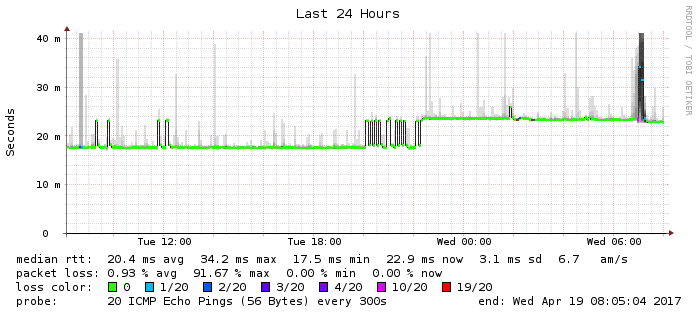 Last 24 Hours
RRDTOOL / TOBI OETIKER
Seconds
40 m
30 m
20 m
10 m
0
Tue 12:00 Tue 18:00 Wed 00:00 Wed 06:00
median rtt: 20.4 ms avg 34.2 ms max 17.5 ms min 22.9 ms now 3.1 ms sd 6.7 am/s
packet loss: 0.93 % avg 91.67 % max 0.00 % min 0.00 % now
loss color: 0 1/20 2/20 3/20 4/20 10/20 19/20
probe: 20 ICMP Echo Pings (56 Bytes) every 300s end: Wed Apr 19 08:05:04 2017